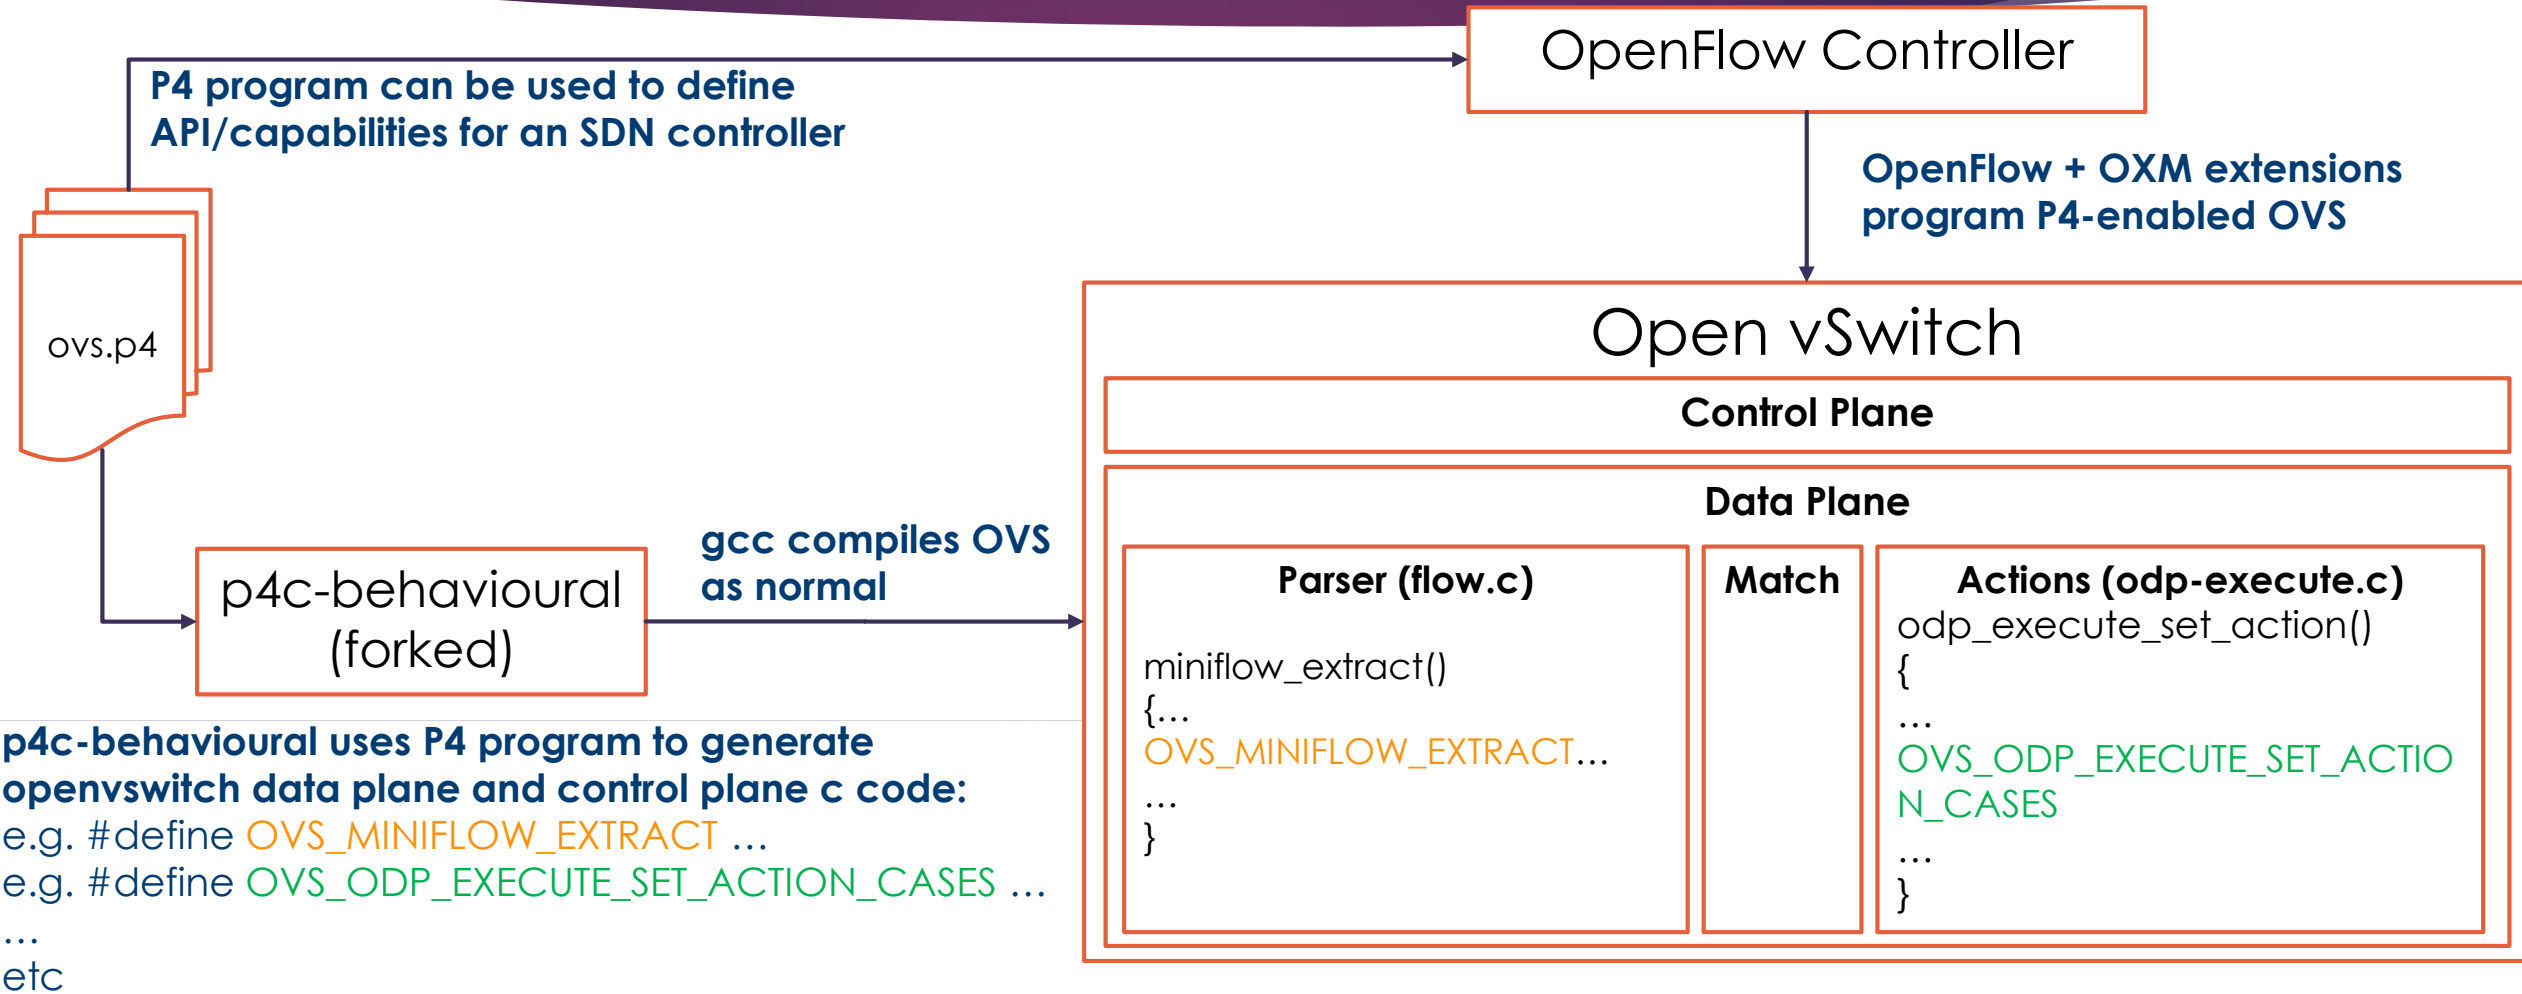 OpenFlow Controller
P4 program can be used to define
API/capabilities for an SDN controller
OpenFlow + OXM extensions
program P4-enabled OVS
ovs.p4
Open vSwitch
Control Plane
Data Plane
gcc compiles OVS
as normal
p4c-behavioural
(forked)
Parser (flow.c)
miniflow_extract()
{…
OVS_MINIFLOW_EXTRACT…
…
}
Match
Actions (odp-execute.c)
odp_execute_set_action()
{
…
OVS_ODP_EXECUTE_SET_ACTIO
N_CASES
…
}
p4c-behavioural uses P4 program to generate
openvswitch data plane and control plane c code:
e.g. #define OVS_MINIFLOW_EXTRACT …
e.g. #define OVS_ODP_EXECUTE_SET_ACTION_CASES …
…
etc